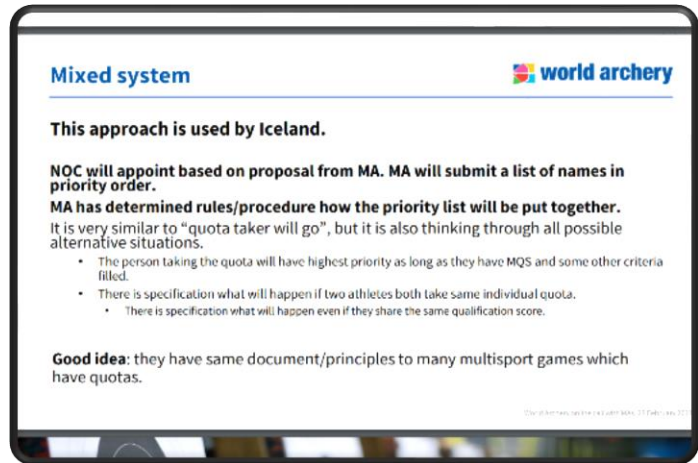 Mixed system
world archery
This approach is used by Iceland.
NOC will appoint based on proposal from MA. MA will submit a list of names in
priority order.
MA has determined rules/procedure how the priority list will be put together.
It is very similar to “quota taker will go”, but it is also thinking through all possible
alternative situations.
• The person taking the quota will have highest priority as long as they have MQS and some other criteria
filled.
• There is specification what will happen if two athletes both take same individual quota.
• There is specification what will happen even if they share the same qualification score.
Good idea: they have same document/principles to many multisport games which
have quotas.